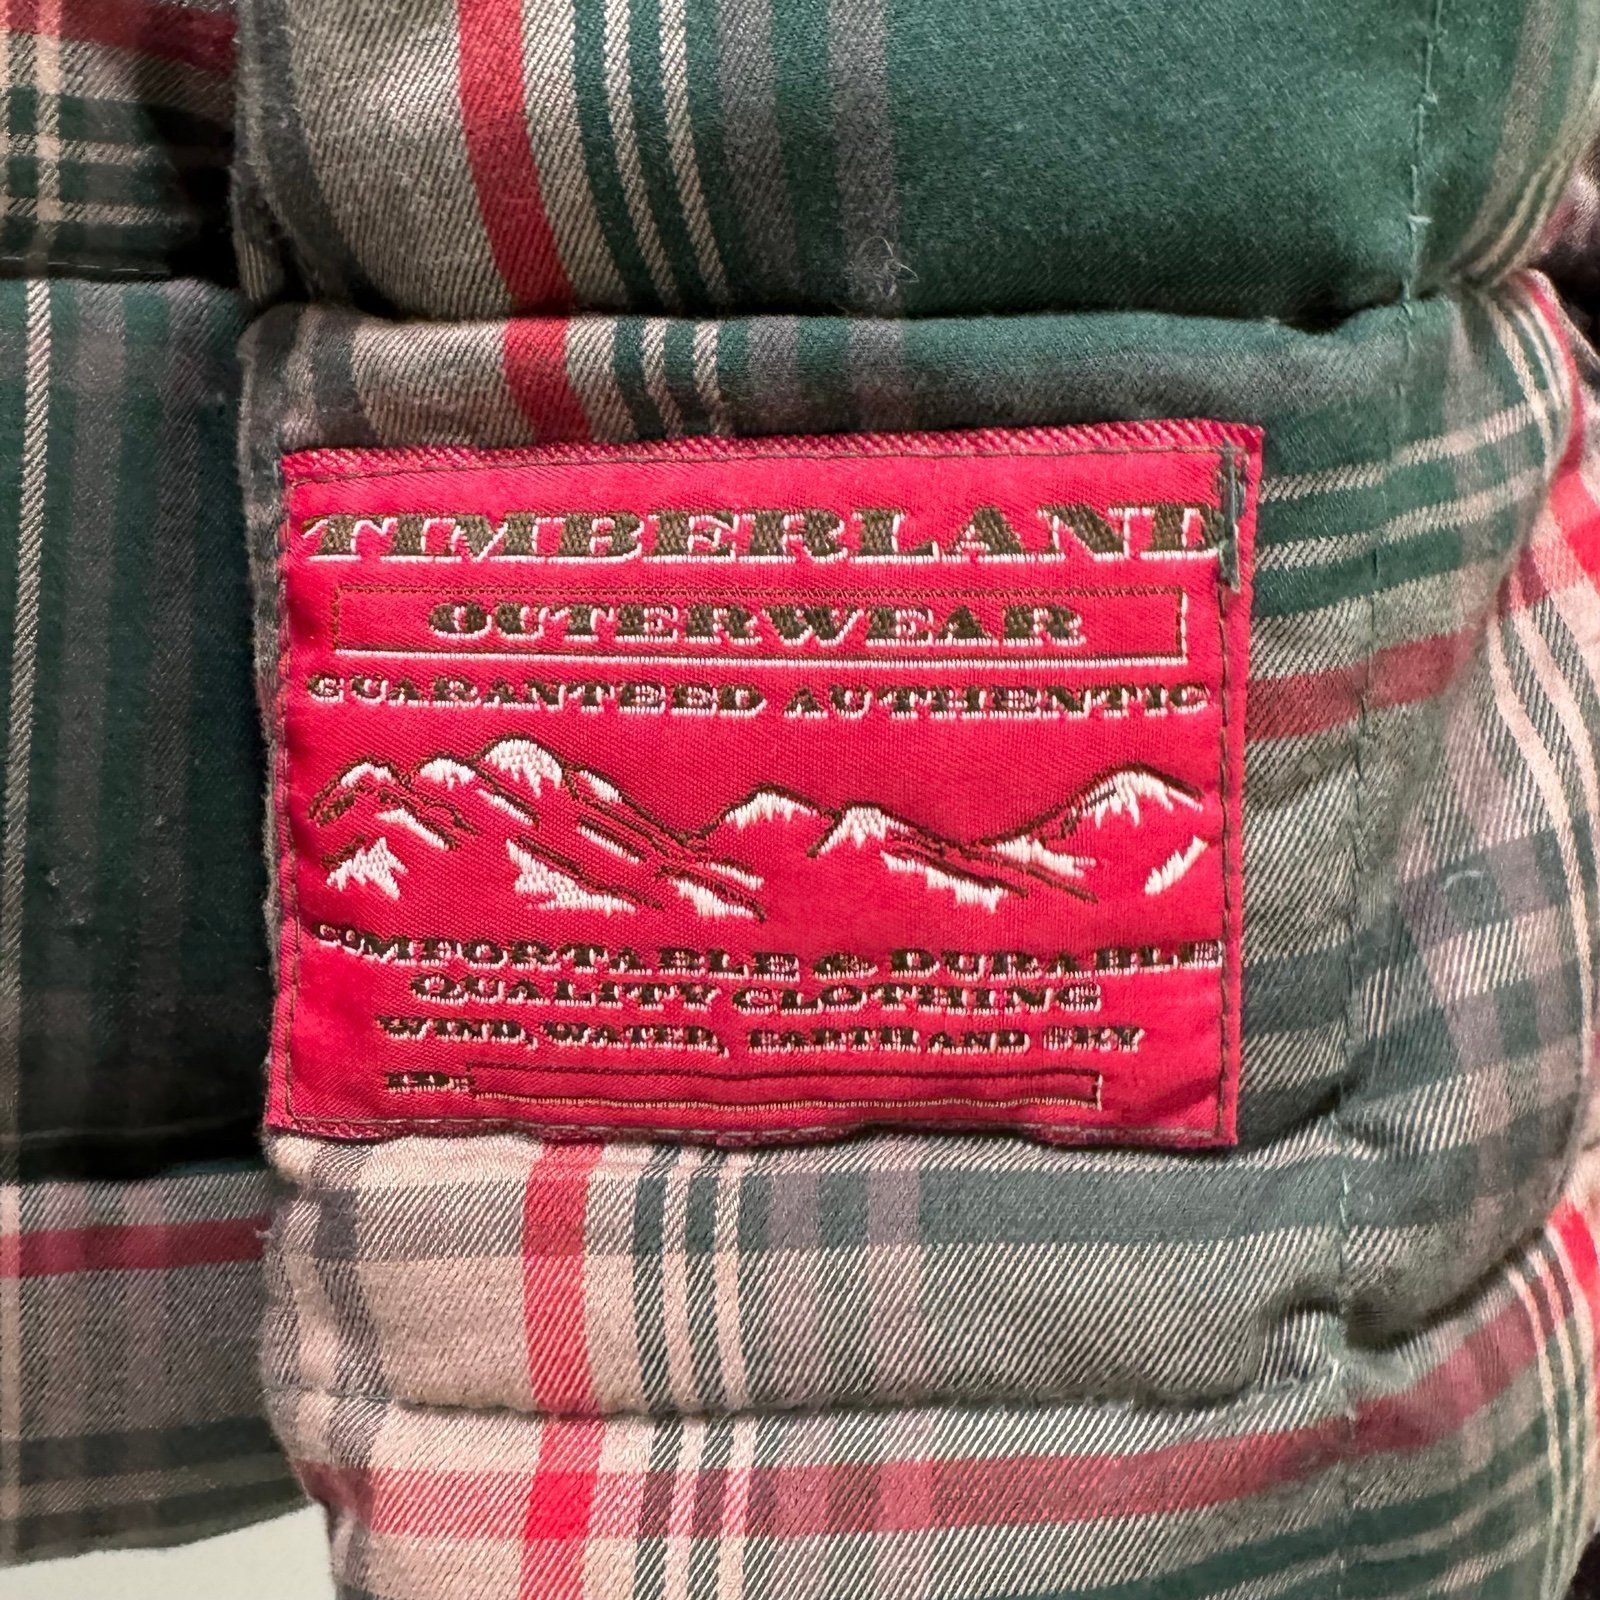 TIMBERLAND
OUTERWEAR
GUARANTEED AUTHENTIC
COMFORTABLE & DURABLE
QUALITY CLOTHING
WIND, WATER, EARTH AND SKY